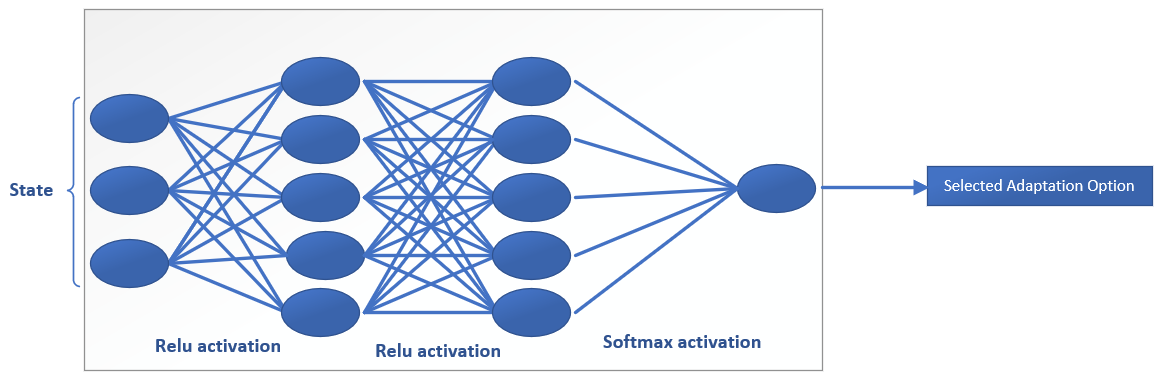 State
Relu activation
Relu activation
Softmax activation
Selected Adaptation Option